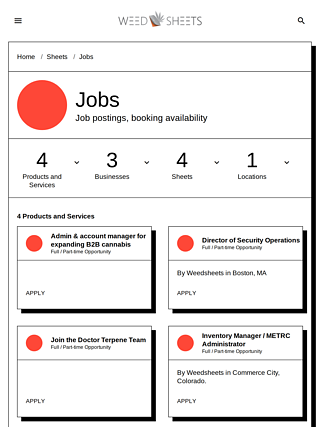 WEED SHEETS
Home / Sheets / Jobs
Jobs
Job postings, booking availability
4 3 4 1
Products and Services Businesses Sheets Locations
4 Products and Services
Admin & account manager for
expanding B2B cannabis
Full / Part-time Opportunity
APPLY
Director of Security Operations
Full / Part-time Opportunity
By Weedsheets in Boston, MA
APPLY
Join the Doctor Terpene Team
Full / Part-time Opportunity
APPLY
Inventory Manager / METRC
Administrator
Full / Part-time Opportunity
By Weedsheets in Commerce City,
Colorado.
APPLY